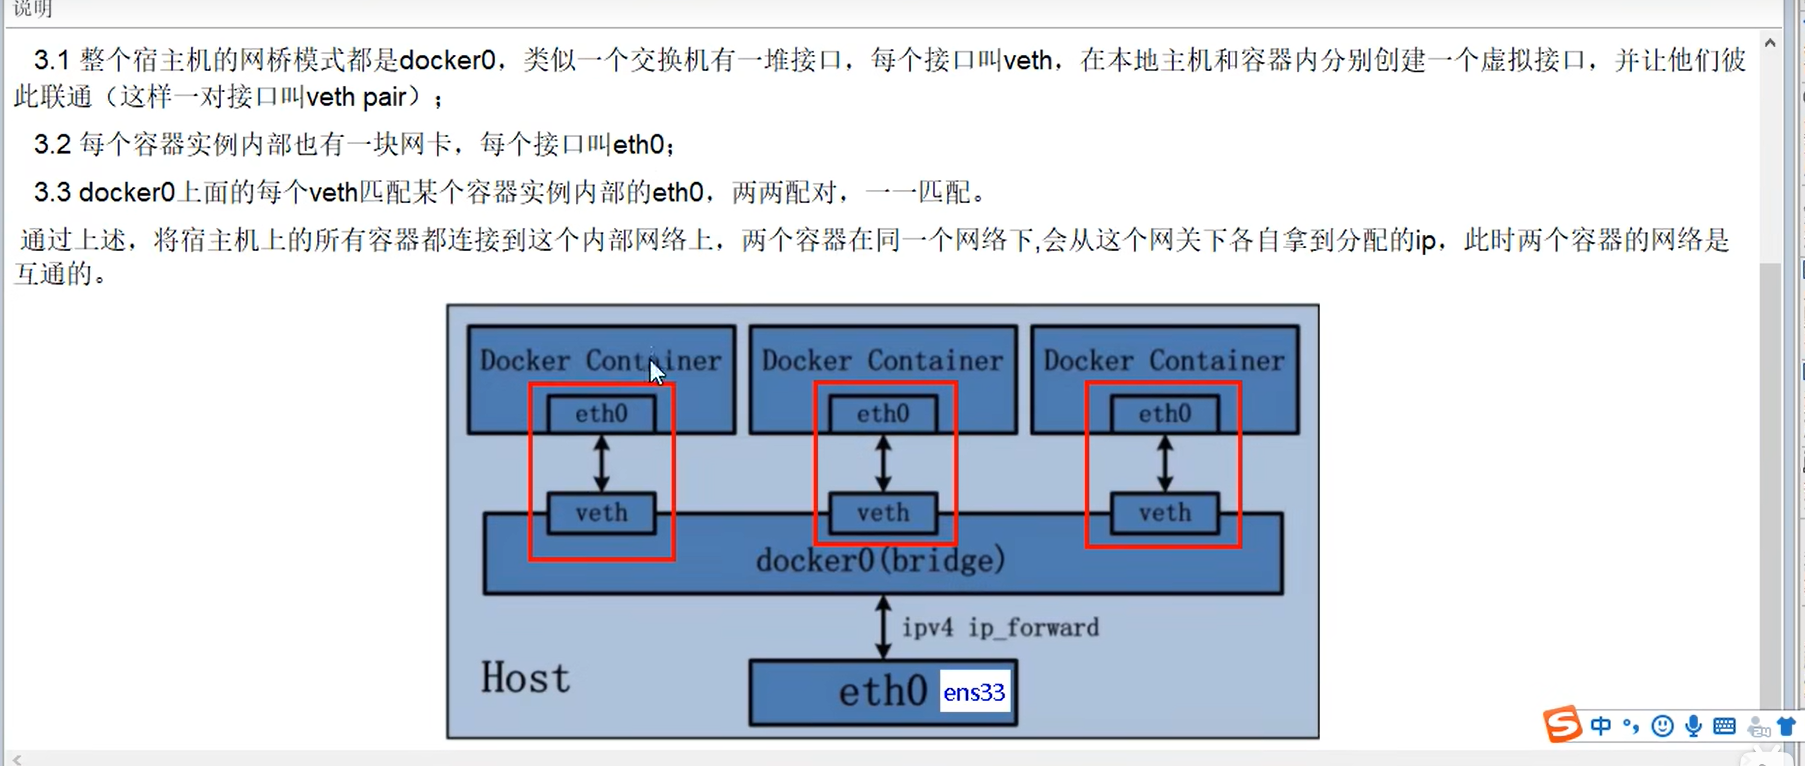 说明
3.1 整个宿主机的网桥模式都是docker0，类似一个交换机有一堆接口，每个接口叫veth，在本地主机和容器内分别创建一个虚拟接口，并让他们彼
此联通（这样一对接口叫veth pair）；
3.2 每个容器实例内部也有一块网卡，每个接口叫eth0；
3.3 docker0上面的每个veth匹配某个容器实例内部的eth0，两两配对，一一匹配。
通过上述，将宿主机上的所有容器都连接到这个内部网络上，两个容器在同一个网络下,会从这个网关下各自拿到分配的ip，此时两个容器的网络是
互通的。
Docker Container Docker Container Docker Container
eth0 eth0 eth0
veth veth veth
docker0(bridge)
ipv4 ip_forward
Host
eth0 ens33
中